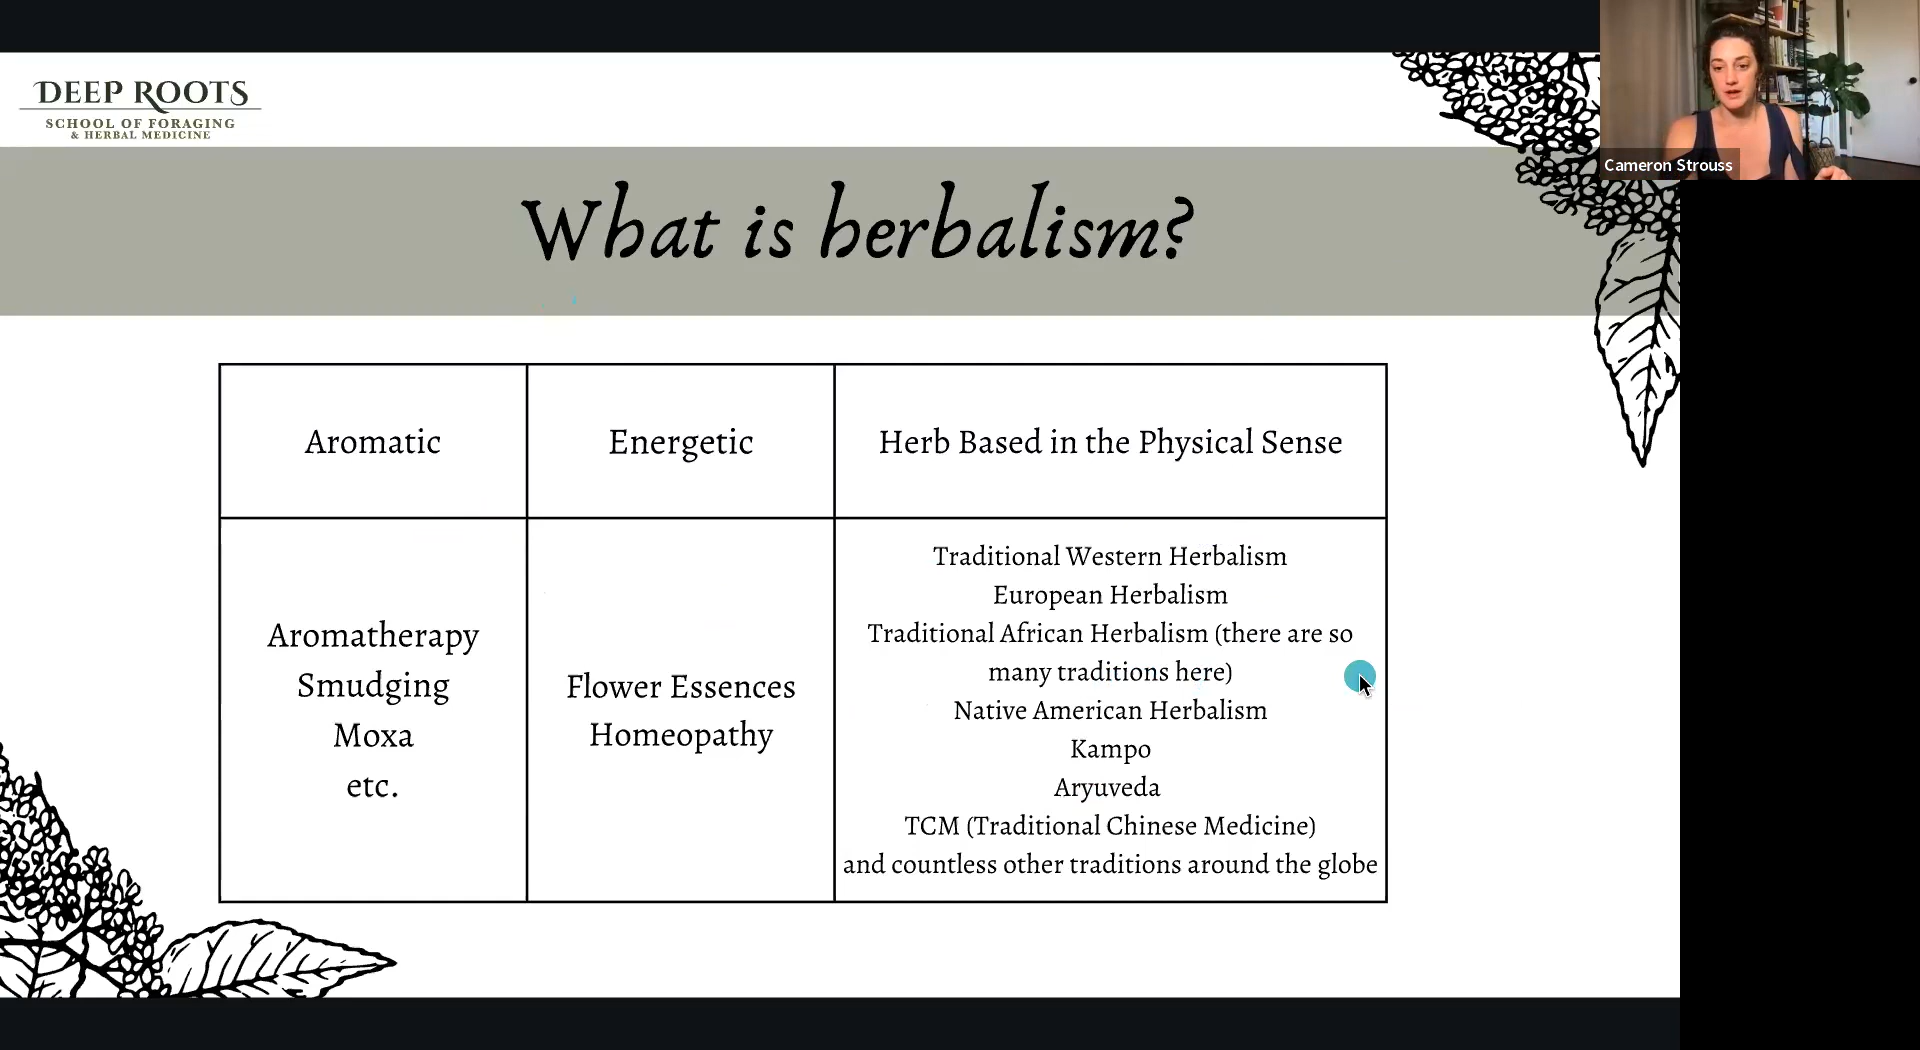 DEEP ROOTS
SCHOOL OF FORAGING
& HERBAL MEDICINE
Cameron Strouss
What is herbalism?
Aromatic
Energetic
Herb Based in the Physical Sense
Aromatherapy
Smudging
Moxa
etc.
Flower Essences
Homeopathy
Traditional Western Herbalism
European Herbalism
Traditional African Herbalism (there are so
many traditions here)
Native American Herbalism
Kampo
Aryuveda
TCM (Traditional Chinese Medicine)
and countless other traditions around the globe